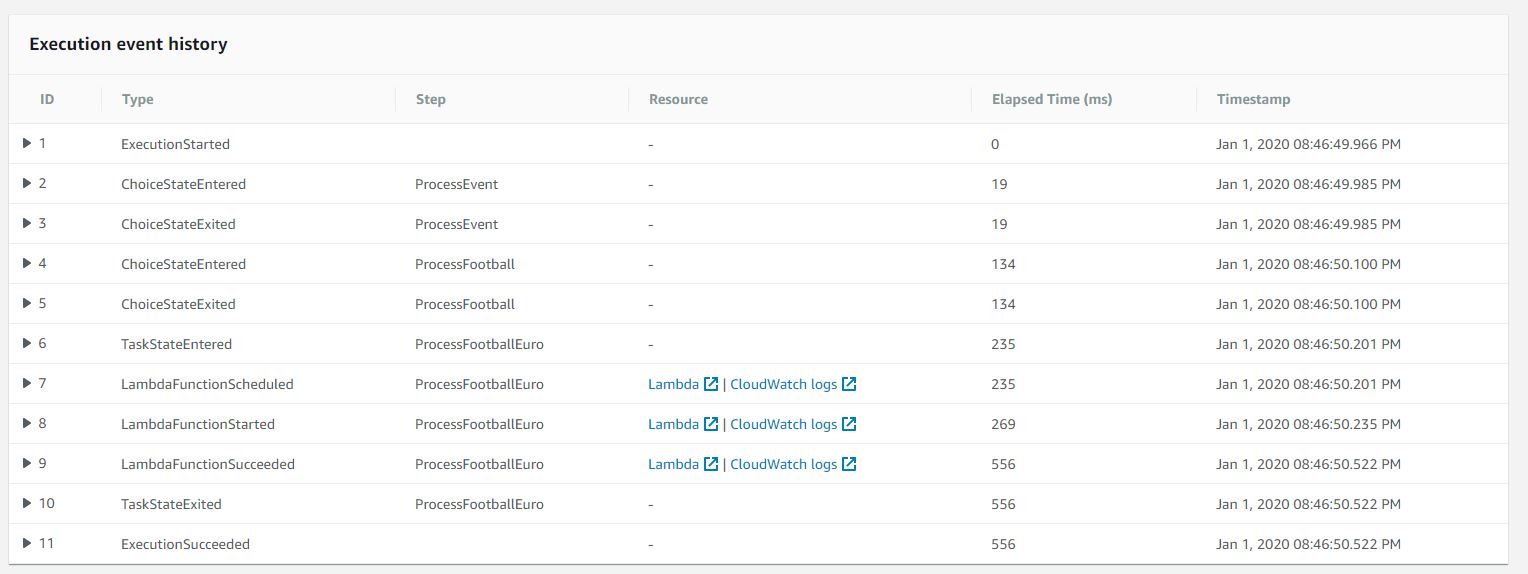 Execution event history
ID Type Step Resource Elapsed Time (ms) Timestamp
1 ExecutionStarted - 0 Jan 1, 2020 08:46:49.966 PM
2 ChoiceStateEntered ProcessEvent - 19 Jan 1, 2020 08:46:49.985 PM
3 ChoiceStateExited ProcessEvent - 19 Jan 1, 2020 08:46:49.985 PM
4 ChoiceStateEntered ProcessFootball - 134 Jan 1, 2020 08:46:50.100 PM
5 ChoiceStateExited ProcessFootball - 134 Jan 1, 2020 08:46:50.100 PM
6 TaskStateEntered ProcessFootballEuro - 235 Jan 1, 2020 08:46:50.201 PM
7 LambdaFunctionScheduled ProcessFootballEuro Lambda | CloudWatch logs 235 Jan 1, 2020 08:46:50.201 PM
8 LambdaFunctionStarted ProcessFootballEuro Lambda | CloudWatch logs 269 Jan 1, 2020 08:46:50.235 PM
9 LambdaFunctionSucceeded ProcessFootballEuro Lambda | CloudWatch logs 556 Jan 1, 2020 08:46:50.522 PM
10 TaskStateExited ProcessFootballEuro - 556 Jan 1, 2020 08:46:50.522 PM
11 ExecutionSucceeded - 556 Jan 1, 2020 08:46:50.522 PM